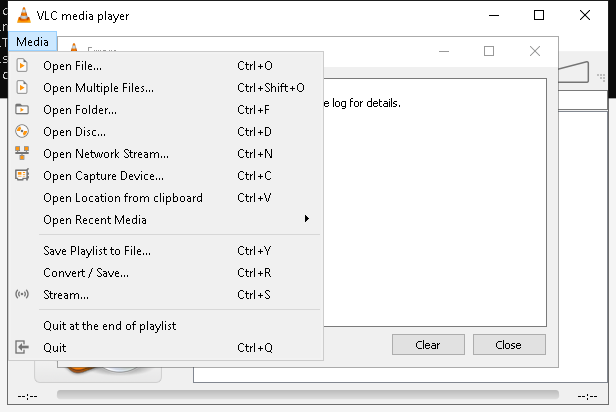 VLC media player
Media
Open File... Ctrl+O
Open Multiple Files... Ctrl+Shift+O
Open Folder... Ctrl+F
e log for details.
Open Disc... Ctrl+D
Open Network Stream... Ctrl+N
Open Capture Device... Ctrl+C
Open Location from clipboard Ctrl+V
Open Recent Media
Save Playlist to File... Ctrl+Y
Convert / Save... Ctrl+R
Stream... Ctrl+S
Quit at the end of playlist
Quit Ctrl+Q
Clear Close
--:-- --:--